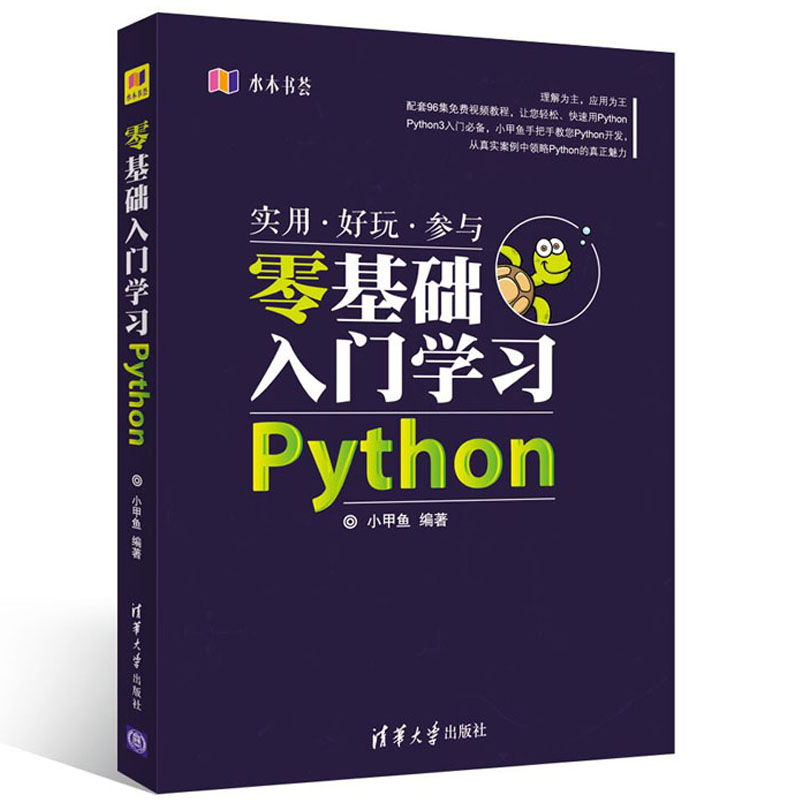 水木书荟
理解为主，应用为王
配套96集免费视频教程，让您轻松、快速用Python
Python3入门必备，小甲鱼手把手教您Python开发，
从真实案例中领略Python的真正魅力
实用·好玩·参与
零基础
入门学习
Python
◎ 小甲鱼 编著
清华大学出版社
水木书荟
零基础入门学习Python
◎ 小甲鱼 编著
清华大学出版社